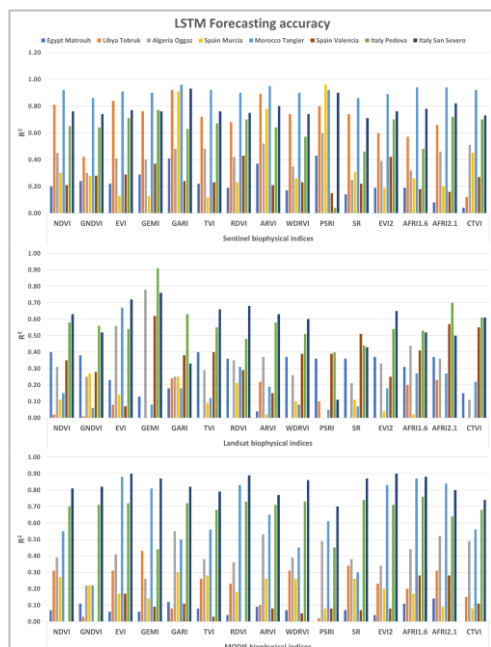 LSTM Forecasting accuracy
Egypt Matrouh Libya Tobruk Algeria Oggaz Spain Murcia Morocco Tangier Spain Valencia Italy Pedova Italy San Severo
1.20
1.00
0.80
0.60
0.40
0.20
0.00
R²
NDVI GNDVI EVI GEMI GARI TVI RDVI ARVI WDRVI PSRI SR EVI2 AFRI1.6 AFRI2.1 CTVI
Sentinel biophysical indices
1.00
0.90
0.80
0.70
0.60
0.50
0.40
0.30
0.20
0.10
0.00
R²
NDVI GNDVI EVI GEMI GARI TVI RDVI ARVI WDRVI PSRI SR EVI2 AFRI1.6 AFRI2.1 CTVI
Landsat biophysical indices
1.00
0.90
0.80
0.70
0.60
0.50
0.40
0.30
0.20
0.10
0.00
R²
NDVI GNDVI EVI GEMI GARI TVI RDVI ARVI WDRVI PSRI SR EVI2 AFRI1.6 AFRI2.1 CTVI
MODIS biophysical indices